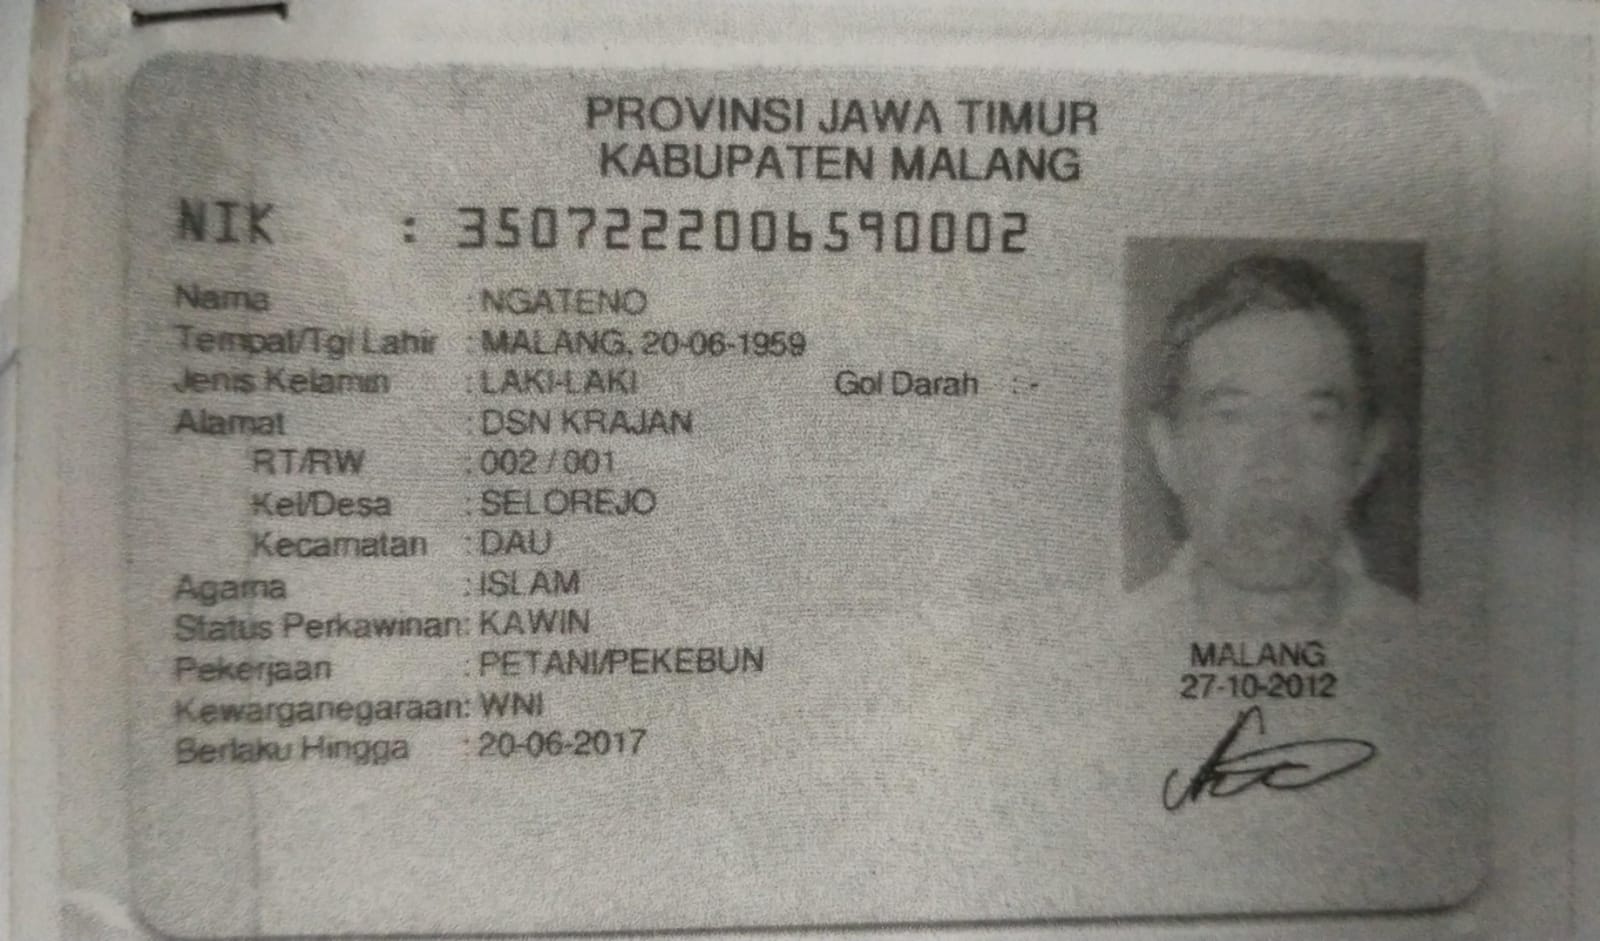 PROVINSI JAWA TIMUR
KABUPATEN MALANG
NIK : 3507222006590002
Nama : NGATENO
Tempat/Tgl Lahir : MALANG, 20-06-1959
Jenis Kelamin : LAKI-LAKI Gol Darah : -
Alamat : DSN KRAJAN
RT/RW : 002 / 001
Kel/Desa : SELOREJO
Kecamatan : DAU
Agama : ISLAM
Status Perkawinan: KAWIN
Pekerjaan : PETANI/PEKEBUN
Kewarganegaraan: WNI
Berlaku Hingga : 20-06-2017
MALANG
27-10-2012